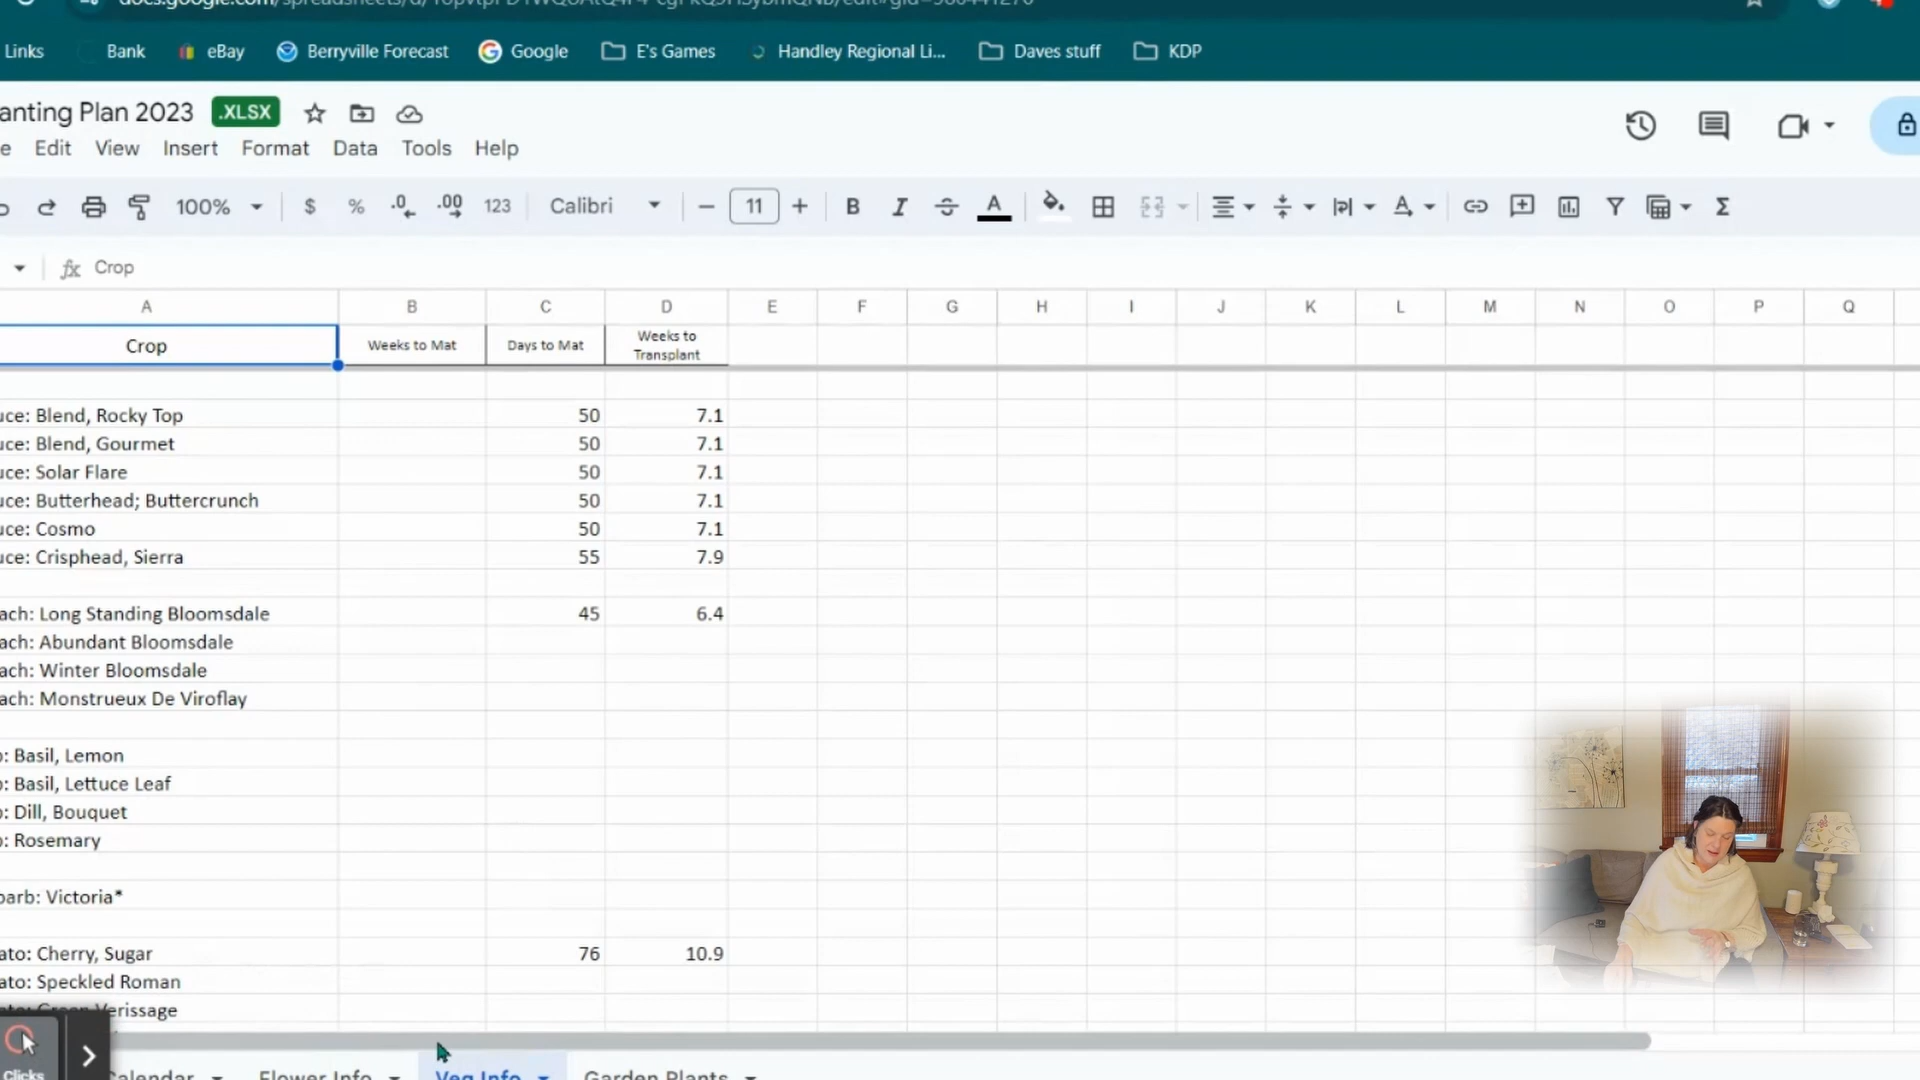 Links Bank eBay Berryville Forecast Google E's Games Handley Regional Li... Daves stuff KDP
anting Plan 2023 .XLSX
e Edit View Insert Format Data Tools Help
100% $ % .0 .00 123 Calibri 11 B I A
fx Crop
A B C D E F G H I J K L M N O P Q
Crop Weeks to Mat Days to Mat Weeks to Transplant
uce: Blend, Rocky Top 50 7.1
uce: Blend, Gourmet 50 7.1
uce: Solar Flare 50 7.1
uce: Butterhead; Buttercrunch 50 7.1
uce: Cosmo 50 7.1
uce: Crisphead, Sierra 55 7.9
ach: Long Standing Bloomsdale 45 6.4
ach: Abundant Bloomsdale
ach: Winter Bloomsdale
ach: Monstrueux De Viroflay
o: Basil, Lemon
o: Basil, Lettuce Leaf
o: Dill, Bouquet
o: Rosemary
barb: Victoria*
ato: Cherry, Sugar 76 10.9
ato: Speckled Roman
ato: Green Verissage
Clicks
Calendar Flower Info Veg Info Garden Plants